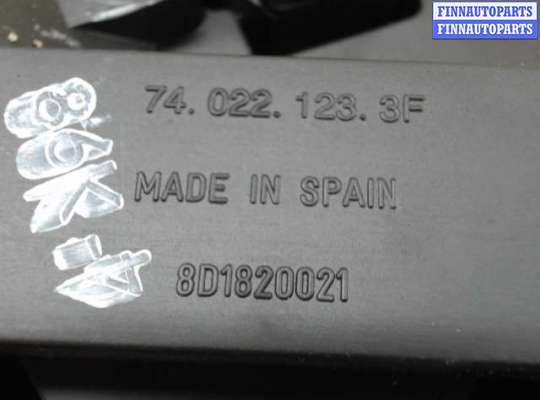 FINNAUTOPARTS
FINNAUTOPARTS
74. 022. 123. 3F
MADE IN SPAIN
8D1820021